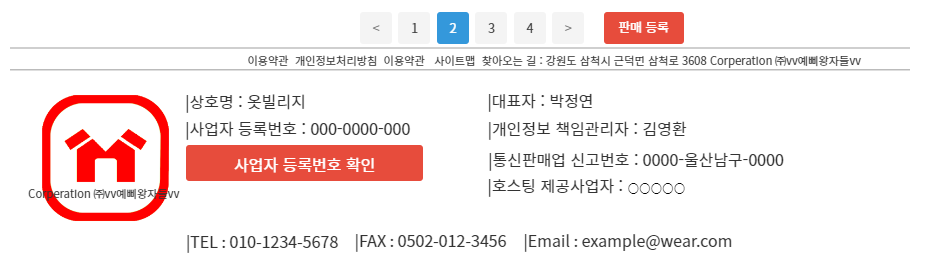 < 1 2 3 4 > 판매 등록
이용약관 개인정보처리방침 이용약관 사이트맵 찾아오는 길 : 강원도 삼척시 근덕면 삼척로 3608 Corperation ㈜vv예삐왕자들vv
|상호명 : 옷빌리지
|대표자 : 박정연
|사업자 등록번호 : 000-0000-000
|개인정보 책임관리자 : 김영환
사업자 등록번호 확인
|통신판매업 신고번호 : 0000-울산남구-0000
|호스팅 제공사업자 : ○○○○○
Corperation ㈜vv예삐왕자들vv
|TEL : 010-1234-5678 |FAX : 0502-012-3456 |Email : example@wear.com